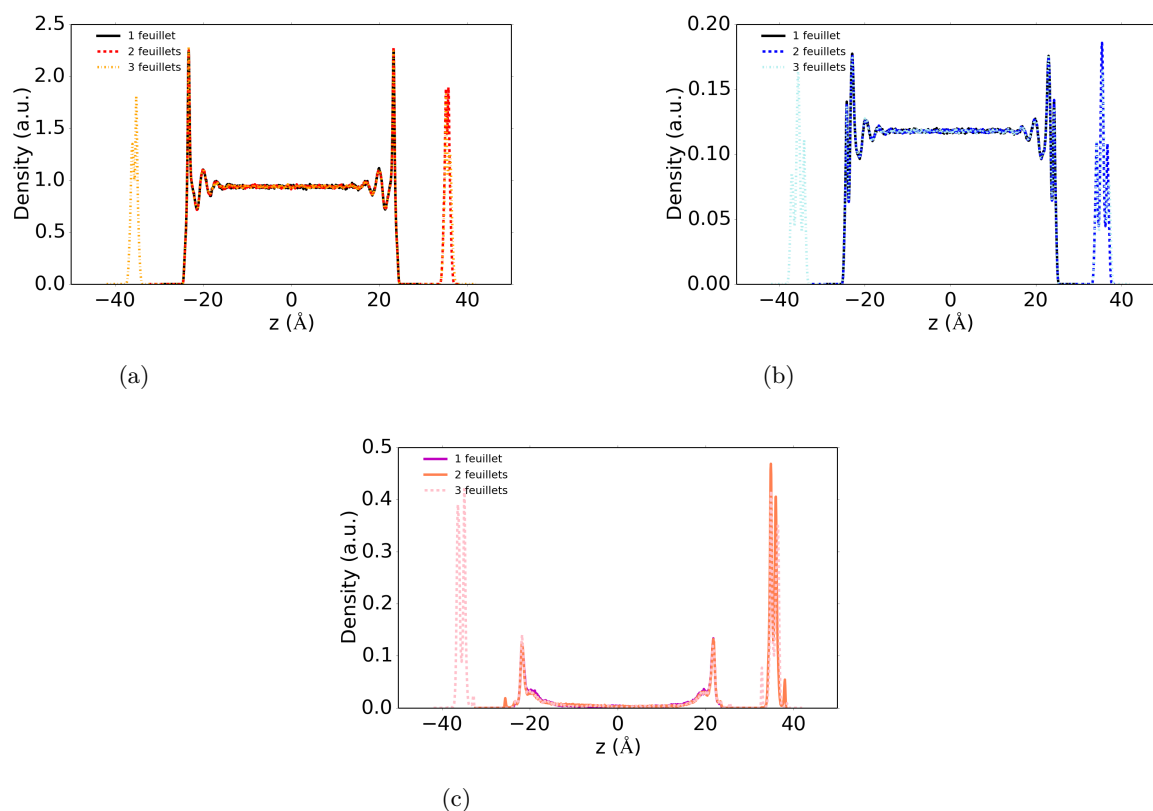 2.5
2.0
1.5
1.0
0.5
0.0
Density (a.u.)
1 feuillet
2 feuillets
3 feuillets
−40
−20
0
20
40
z (Å)
(a)
0.20
0.15
0.10
0.05
0.00
Density (a.u.)
1 feuillet
2 feuillets
3 feuillets
−40
−20
0
20
40
z (Å)
(b)
0.5
0.4
0.3
0.2
0.1
0.0
Density (a.u.)
1 feuillet
2 feuillets
3 feuillets
−40
−20
0
20
40
z (Å)
(c)